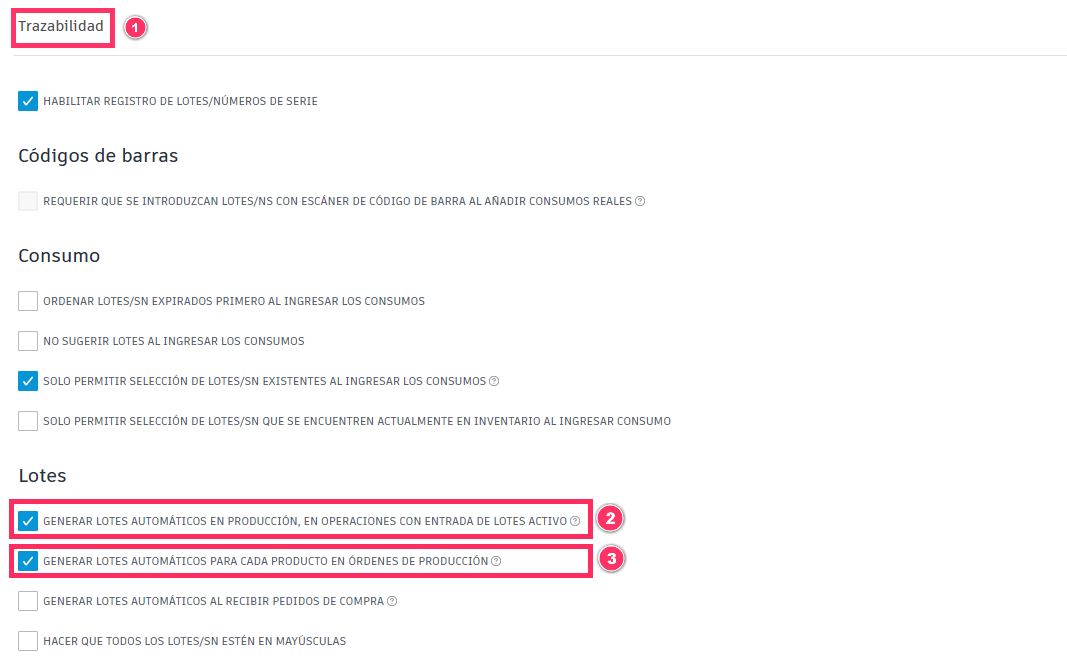 Trazabilidad 1
HABILITAR REGISTRO DE LOTES/NÚMEROS DE SERIE
Códigos de barras
REQUERIR QUE SE INTRODUZCAN LOTES/NS CON ESCÁNER DE CÓDIGO DE BARRA AL AÑADIR CONSUMOS REALES ?
Consumo
ORDENAR LOTES/SN EXPIRADOS PRIMERO AL INGRESAR LOS CONSUMOS
NO SUGERIR LOTES AL INGRESAR LOS CONSUMOS
SOLO PERMITIR SELECCIÓN DE LOTES/SN EXISTENTES AL INGRESAR LOS CONSUMOS ?
SOLO PERMITIR SELECCIÓN DE LOTES/SN QUE SE ENCUENTREN ACTUALMENTE EN INVENTARIO AL INGRESAR CONSUMO
Lotes
GENERAR LOTES AUTOMÁTICOS EN PRODUCCIÓN, EN OPERACIONES CON ENTRADA DE LOTES ACTIVO ? 2
GENERAR LOTES AUTOMÁTICOS PARA CADA PRODUCTO EN ÓRDENES DE PRODUCCIÓN ? 3
GENERAR LOTES AUTOMÁTICOS AL RECIBIR PEDIDOS DE COMPRA ?
HACER QUE TODOS LOS LOTES/SN ESTÉN EN MAYÚSCULAS